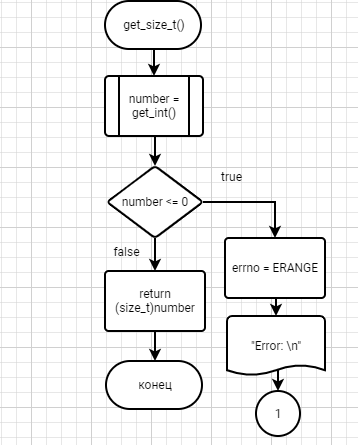 get_size_t()
number =
get_int()
number <= 0
true
false
errno = ERANGE
return
(size_t)number
"Error: \n"
конец
1